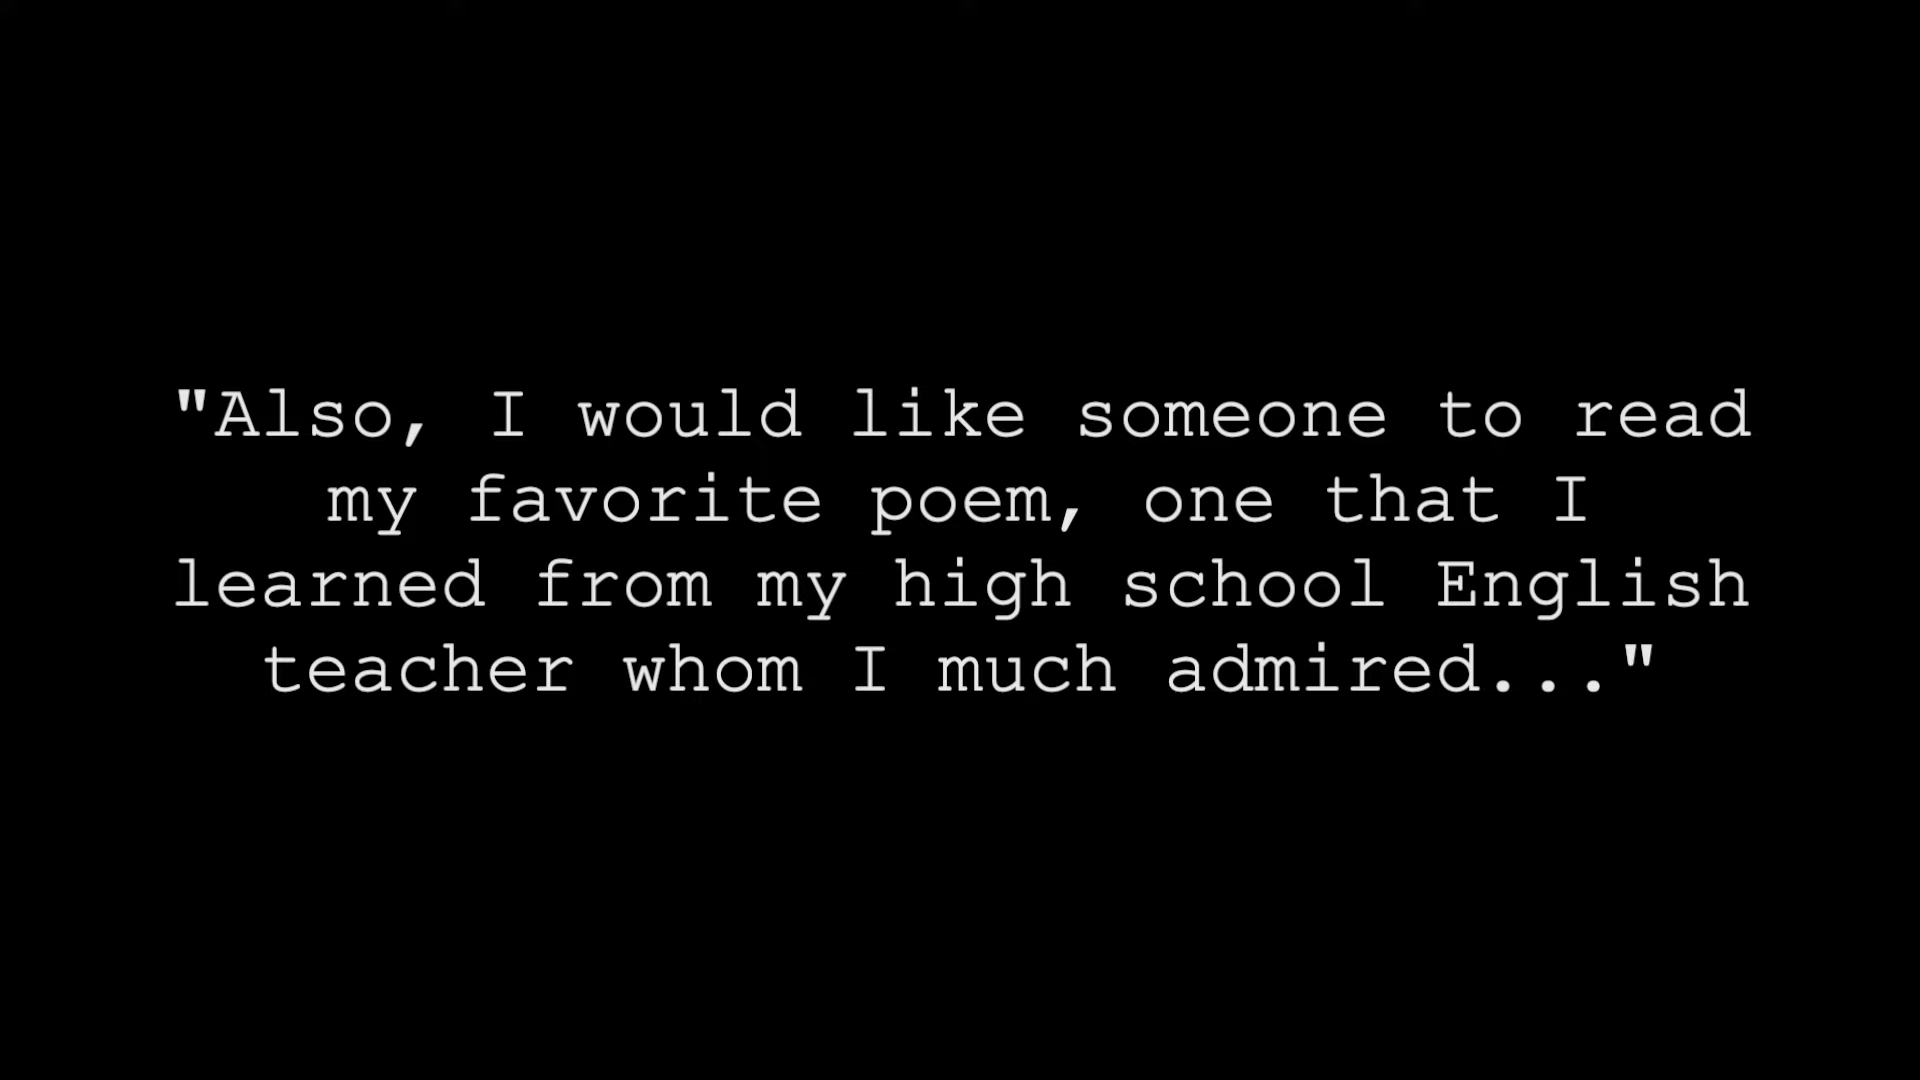 "Also, I would like someone to read
my favorite poem, one that I
learned from my high school English
teacher whom I much admired..."